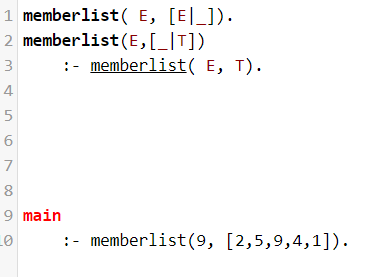 1 memberlist( E, [E|_]).
2 memberlist(E,[_|T])
3     :- memberlist( E, T).
4
5
6
7
8
9 main
10     :- memberlist(9, [2,5,9,4,1]).